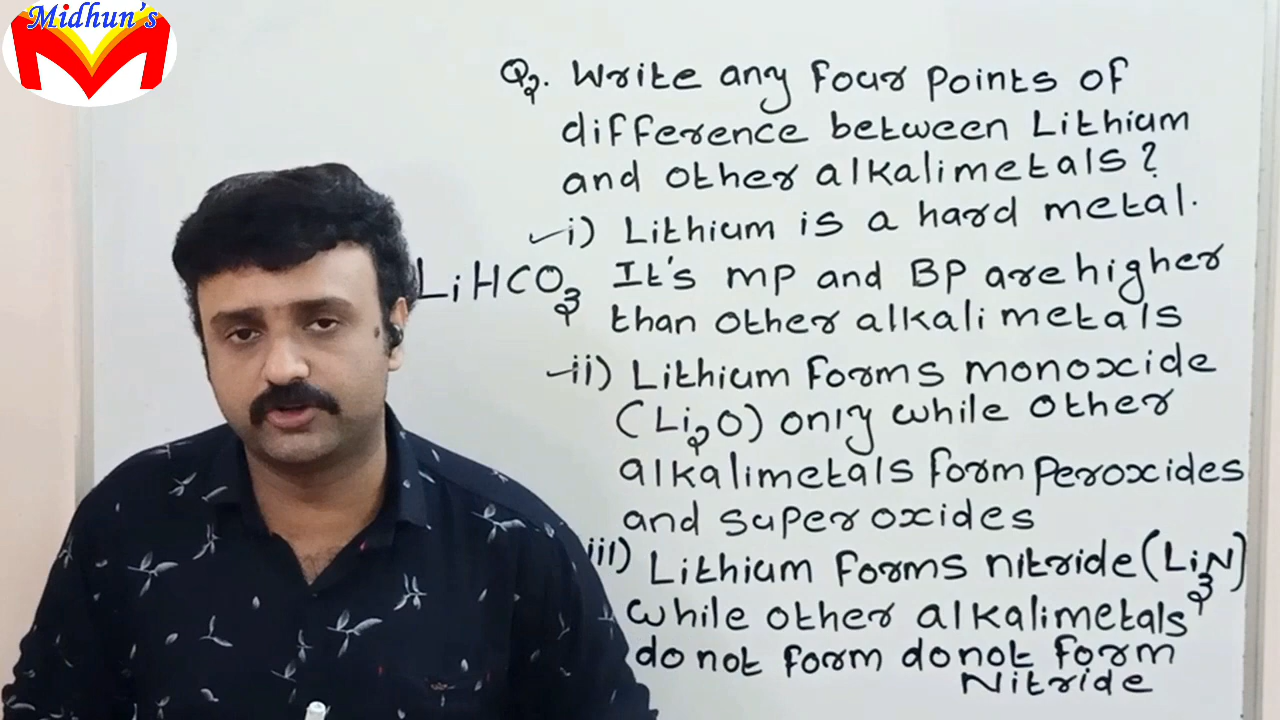 Midhun's
Q. Write any four points of
difference between Lithium
and other alkalimetals?
i) Lithium is a hard metal.
LiHCO3 It's MP and BP are higher
than other alkali metals
ii) Lithium forms monoxide
(Li2O) only while other
alkalimetals form peroxides
and superoxides
iii) Lithium forms nitride (Li3N)
while other alkalimetals
do not form donot form
Nitride